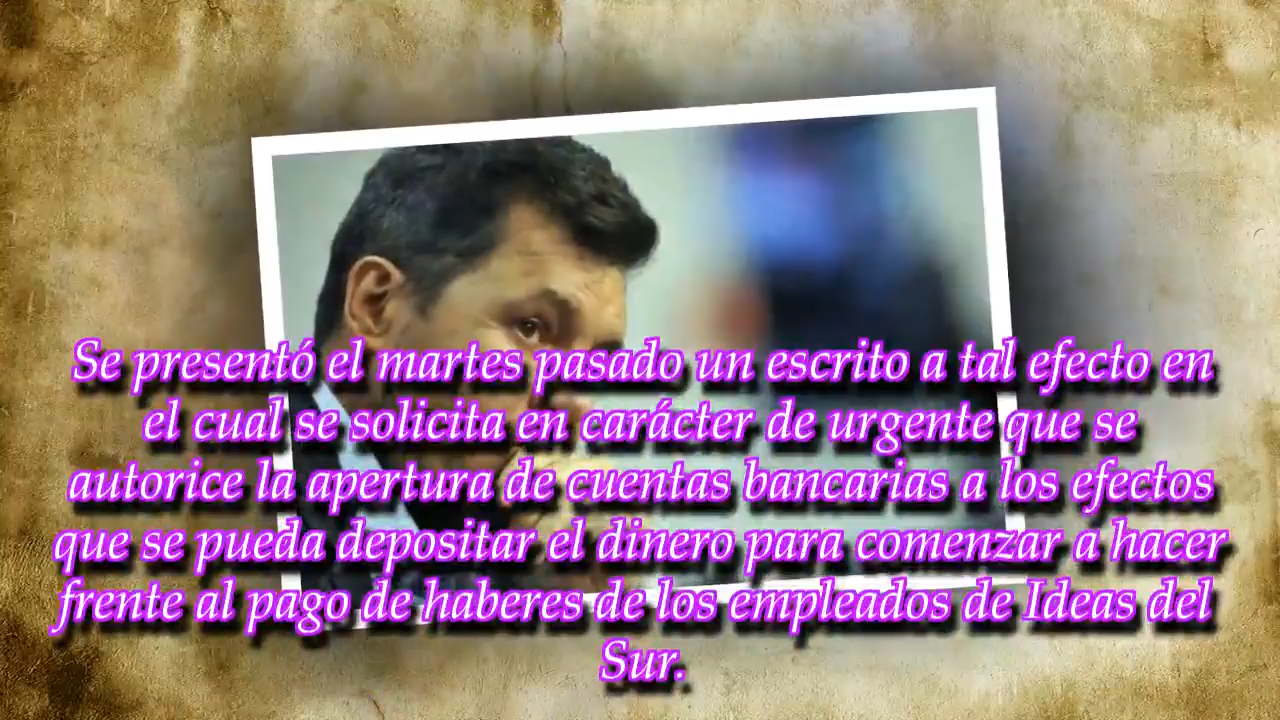 Se presentó el martes pasado un escrito a tal efecto en
el cual se solicita en carácter de urgente que se
autorice la apertura de cuentas bancarias a los efectos
que se pueda depositar el dinero para comenzar a hacer
frente al pago de haberes de los empleados de Ideas del
Sur.